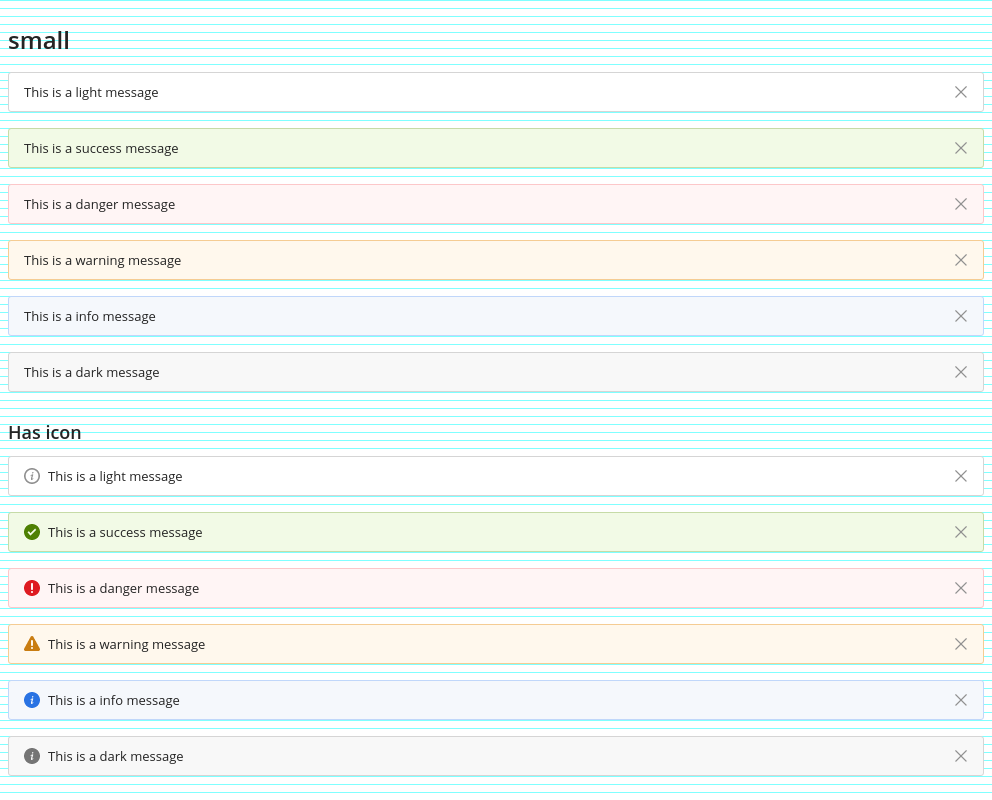 small
This is a light message
This is a success message
This is a danger message
This is a warning message
This is a info message
This is a dark message
Has icon
This is a light message
This is a success message
This is a danger message
This is a warning message
This is a info message
This is a dark message